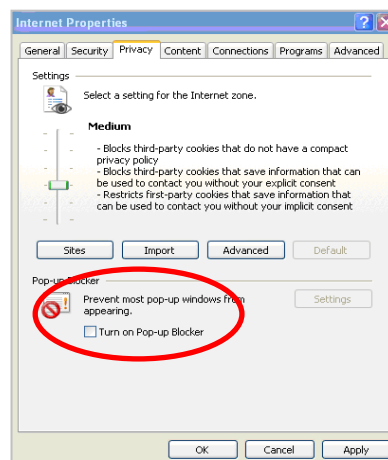 Internet Properties
General Security Privacy Content Connections Programs Advanced
Settings
Select a setting for the Internet zone.
Medium
- Blocks third-party cookies that do not have a compact
privacy policy
- Blocks third-party cookies that save information that can
be used to contact you without your explicit consent
- Restricts first-party cookies that save information that
can be used to contact you without your implicit consent
Sites Import Advanced Default
Pop-up Blocker
Prevent most pop-up windows from
appearing.
Settings
Turn on Pop-up Blocker
OK Cancel Apply